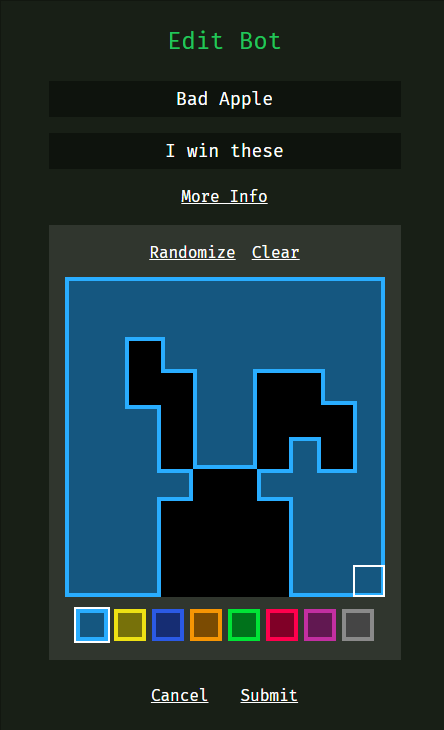 Edit Bot
Bad Apple
I win these
More Info
Randomize Clear
Cancel Submit